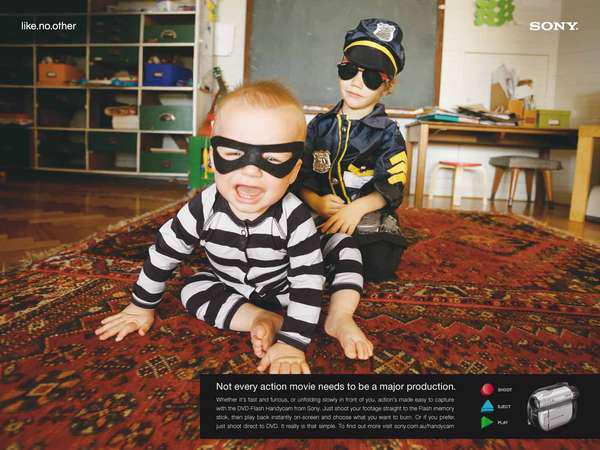 like.no.other
SONY
Not every action movie needs to be a major production.
Whether it's fast and furious, or unfolding slowly in front of you, action's made easy to capture
with the DVD-Flash Handycam from Sony. Just shoot your footage straight to the Flash memory
stick, then play back instantly on-screen and choose what you want to burn. Or if you prefer,
just shoot direct to DVD. It really is that simple. To find out more visit sony.com.au/handycam
SHOOT
EJECT
PLAY